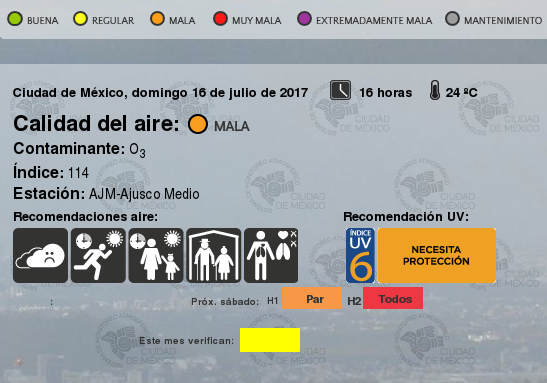 BUENA REGULAR MALA MUY MALA EXTREMADAMENTE MALA MANTENIMIENTO
Ciudad de México, domingo 16 de julio de 2017 16 horas 24 ºC
Calidad del aire: MALA
Contaminante: O3
Índice: 114
Estación: AJM-Ajusco Medio
Recomendaciones aire: Recomendación UV:
ÍNDICE
UV
6
NECESITA
PROTECCIÓN
: Próx. sábado: H1 Par H2 Todos
Este mes verifican:
CIUDAD
DE MÉXICO